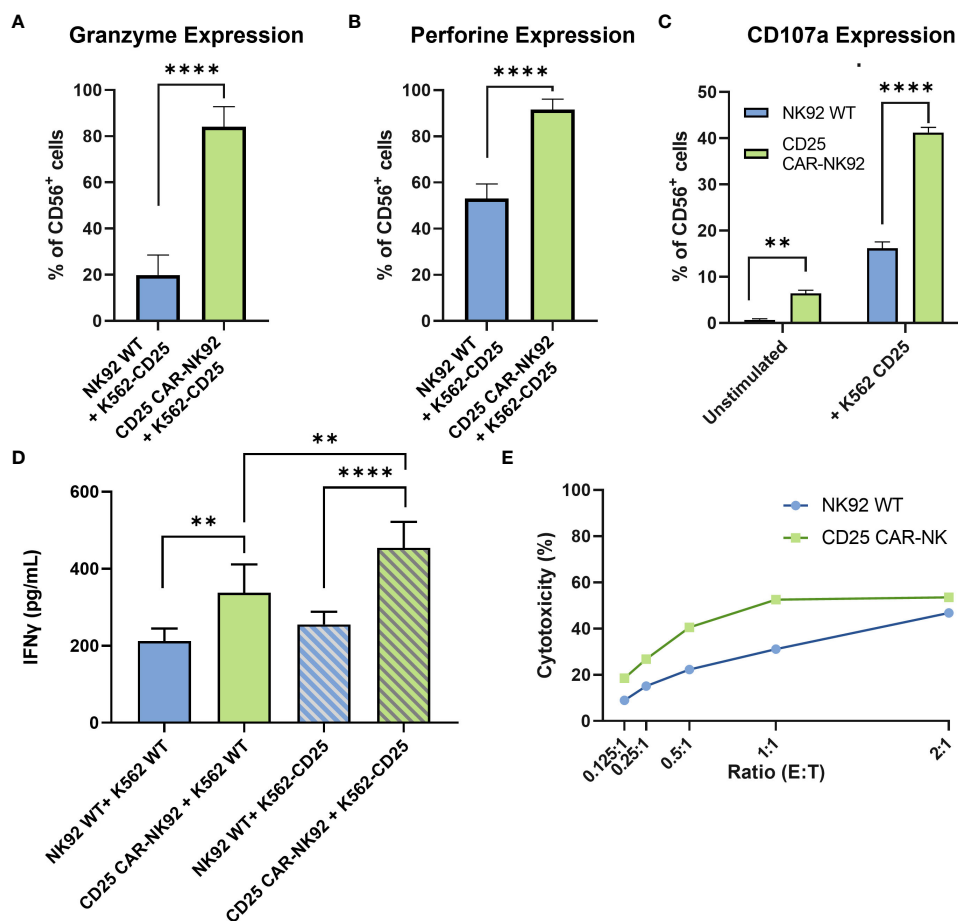 A
Granzyme Expression
****
% of CD56+ cells
100
80
60
40
20
0
NK92 WT
+ K562-CD25
CD25 CAR-NK92
+ K562-CD25
B
Perforine Expression
****
% of CD56+ cells
100
80
60
40
20
0
NK92 WT
+ K562-CD25
CD25 CAR-NK92
+ K562-CD25
C
CD107a Expression
NK92 WT
CD25
CAR-NK92
**
****
% of CD56+ cells
50
40
30
20
10
0
Unstimulated
+ K562 CD25
D
**
**
****
IFNγ (pg/mL)
600
400
200
0
NK92 WT+ K562 WT
CD25 CAR-NK92 + K562 WT
NK92 WT+ K562-CD25
CD25 CAR-NK92 + K562-CD25
E
NK92 WT
CD25 CAR-NK
Cytotoxicity (%)
100
80
60
40
20
0
0.125:1
0.25:1
0.5:1
1:1
2:1
Ratio (E:T)